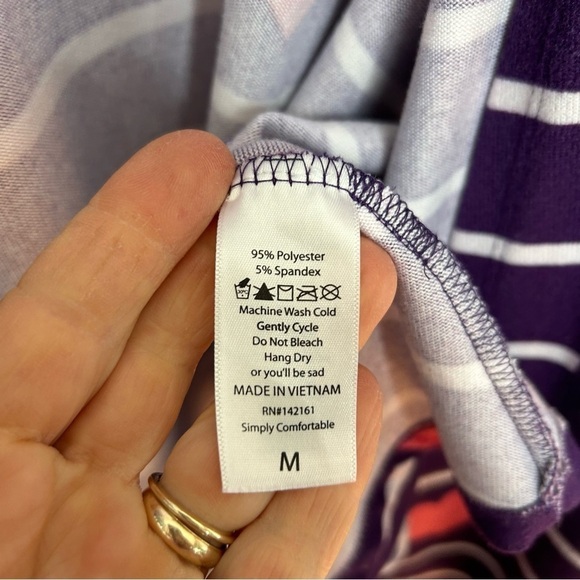 95% Polyester
5% Spandex
30°C
Machine Wash Cold
Gently Cycle
Do Not Bleach
Hang Dry
or you'll be sad
MADE IN VIETNAM
RN#142161
Simply Comfortable
M